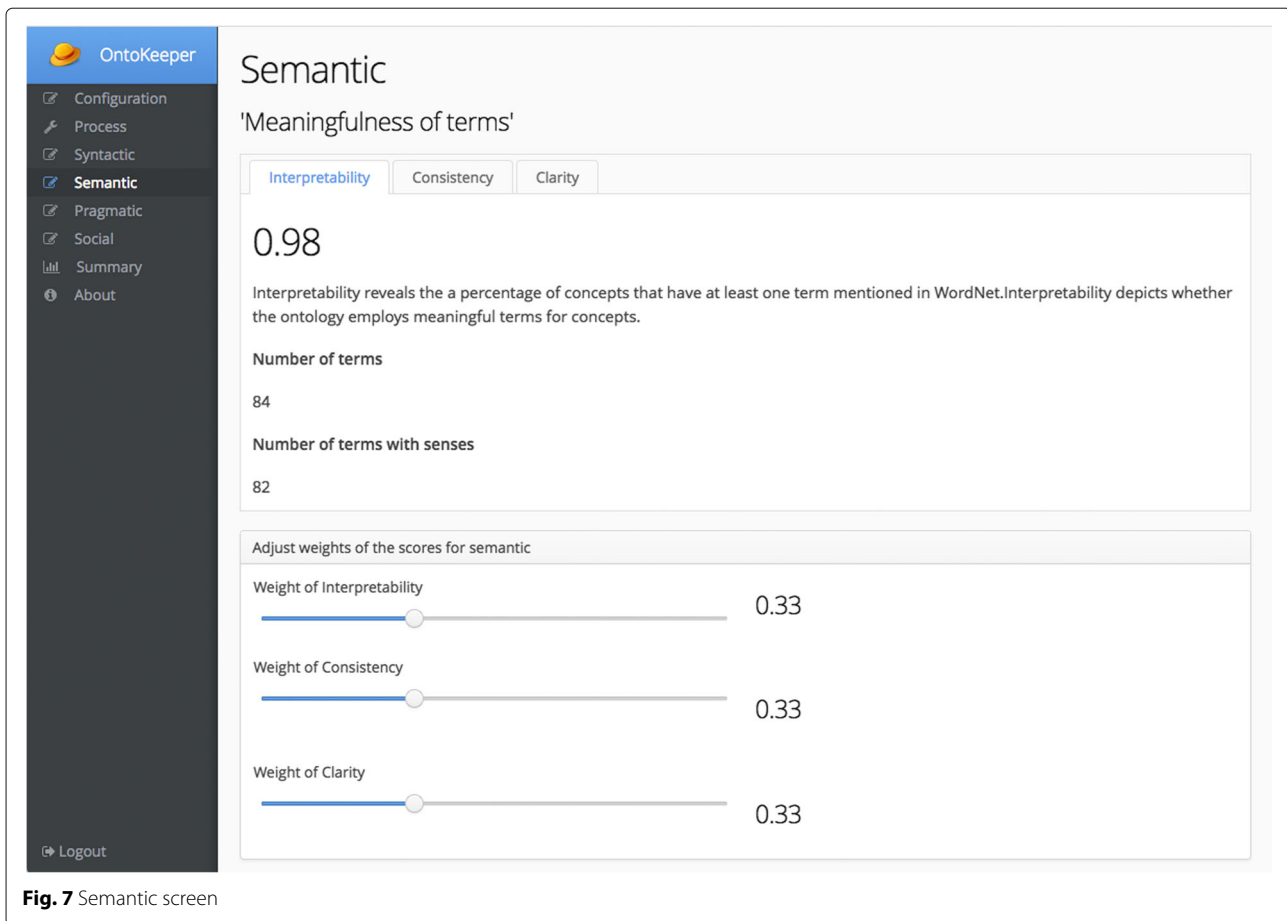 OntoKeeper
Configuration
Process
Syntactic
Semantic
Pragmatic
Social
Summary
About
Logout
Semantic
'Meaningfulness of terms'
Interpretability
Consistency
Clarity
0.98
Interpretability reveals the a percentage of concepts that have at least one term mentioned in WordNet.Interpretability depicts whether
the ontology employs meaningful terms for concepts.
Number of terms
84
Number of terms with senses
82
Adjust weights of the scores for semantic
Weight of Interpretability
0.33
Weight of Consistency
0.33
Weight of Clarity
0.33
Fig. 7 Semantic screen